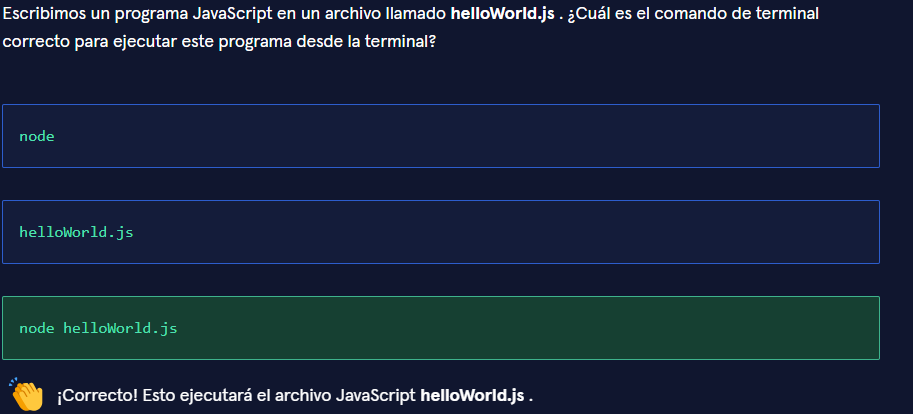 Escribimos un programa JavaScript en un archivo llamado helloWorld.js . ¿Cuál es el comando de terminal
correcto para ejecutar este programa desde la terminal?
node
helloWorld.js
node helloWorld.js
¡Correcto! Esto ejecutará el archivo JavaScript helloWorld.js .